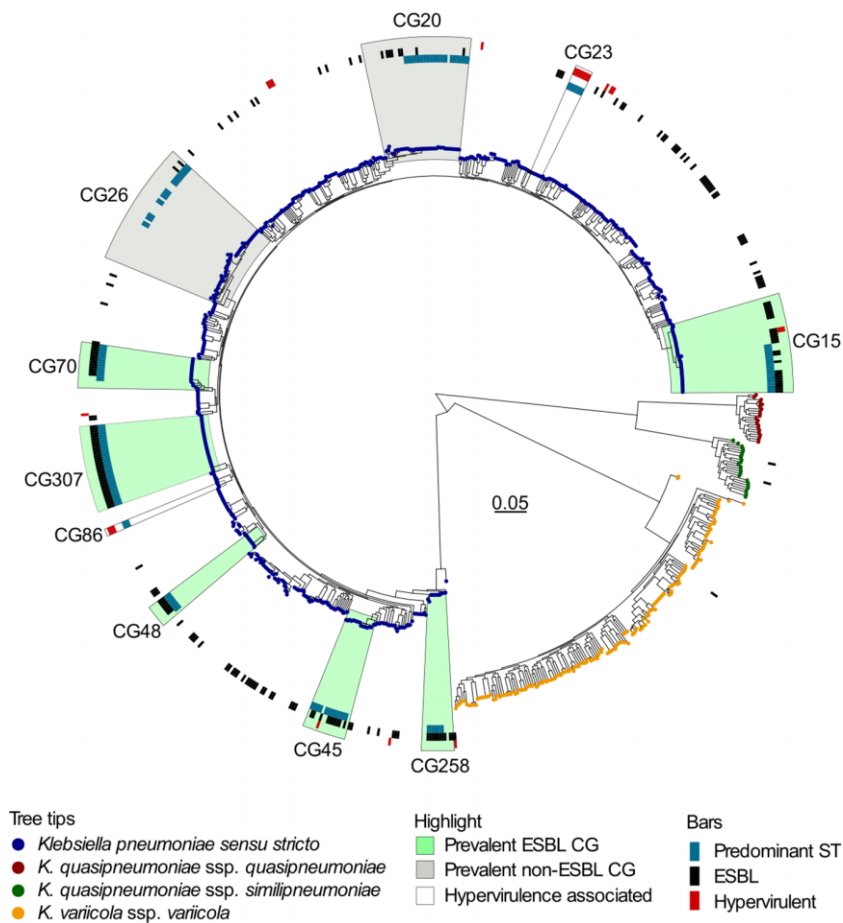 CG20
CG23
CG26
CG15
CG70
CG307
0.05
CG86
CG48
CG45
CG258
Tree tips
Klebsiella pneumoniae sensu stricto
K. quasipneumoniae ssp. quasipneumoniae
K. quasipneumoniae ssp. similipneumoniae
K. variicola ssp. variicola
Highlight
Prevalent ESBL CG
Prevalent non-ESBL CG
Hypervirulence associated
Bars
Predominant ST
ESBL
Hypervirulent